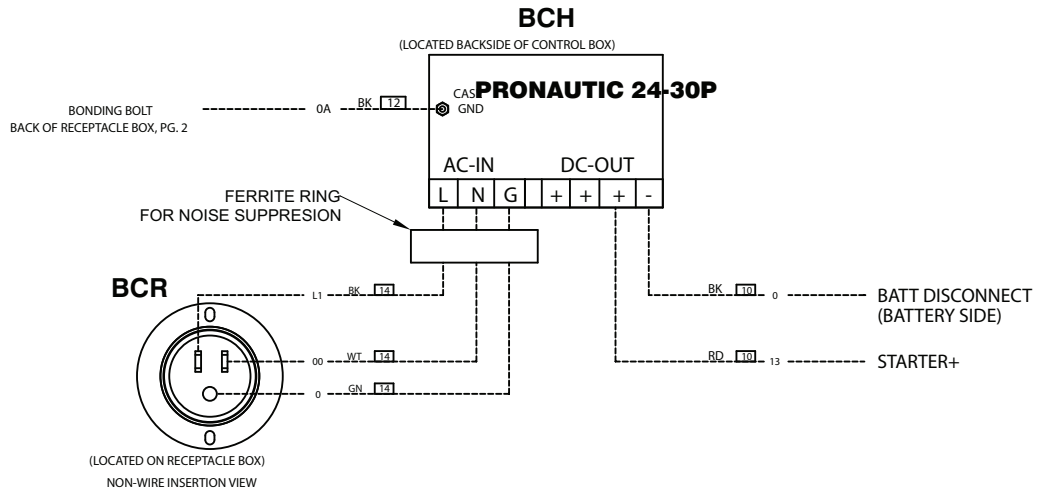 BCH
(LOCATED BACKSIDE OF CONTROL BOX)
PRONAUTIC 24-30P
CAS
GND
BONDING BOLT
BACK OF RECEPTACLE BOX, PG. 2
0A BK 12
AC-IN DC-OUT
L N G + + + -
FERRITE RING
FOR NOISE SUPPRESION
BCR
L1 BK 14
00 WT 14
0 GN 14
BK 10 0
BATT DISCONNECT
(BATTERY SIDE)
RD 10 13
STARTER+
(LOCATED ON RECEPTACLE BOX)
NON-WIRE INSERTION VIEW